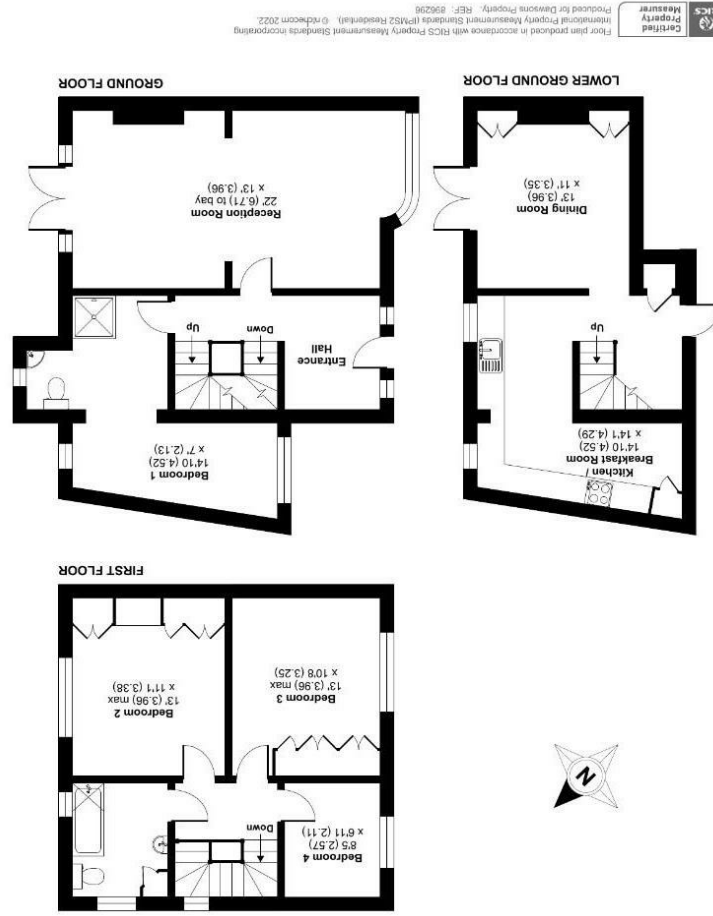 Bedroom 4
8'5 (2.57)
x 6'11 (2.11)
Down
Bedroom 3
13' (3.96) max
x 10'8 (3.25)
Bedroom 2
13' (3.96) max
x 11'1 (3.38)
N
FIRST FLOOR
Kitchen /
Breakfast Room
14'10 (4.52)
x 14'1 (4.29)
Up
Dining Room
13' (3.96)
x 11' (3.35)
LOWER GROUND FLOOR
Bedroom 1
14'10 (4.52)
x 7' (2.13)
Entrance
Hall
Down
Up
Reception Room
22' (6.71) to bay
x 13' (3.96)
GROUND FLOOR
RICS
Certified
Property
Measurer
Floor plan produced in accordance with RICS Property Measurement Standards incorporating
International Property Measurement Standards (IPMS2 Residential). © nichecom 2022.
Produced for Dawsons Property. REF: 896296